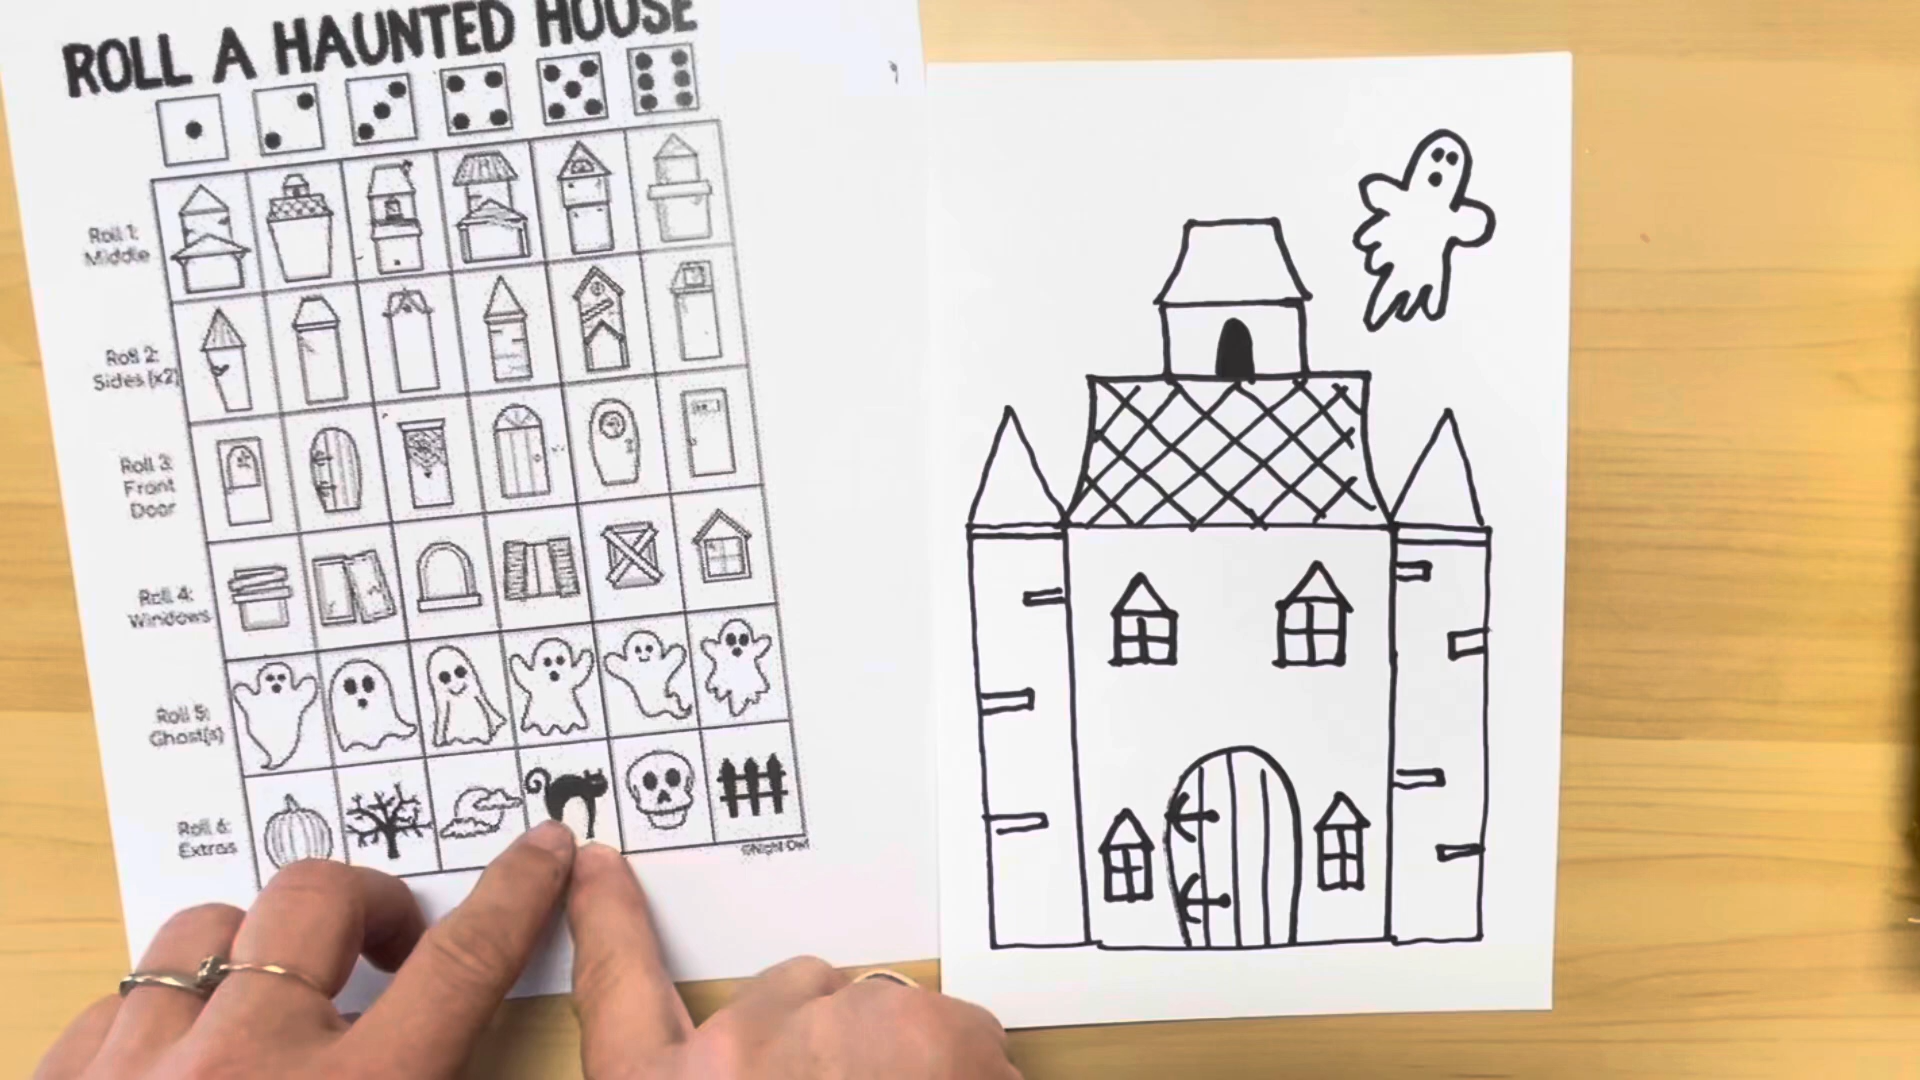 ROLL A HAUNTED HOUSE
Roll 1:
Middle
Roll 2:
Sides (x2)
Roll 3:
Front
Door
Roll 4:
Windows
Roll 5:
Ghost(s)
Roll 6:
Extras
©Night Owl